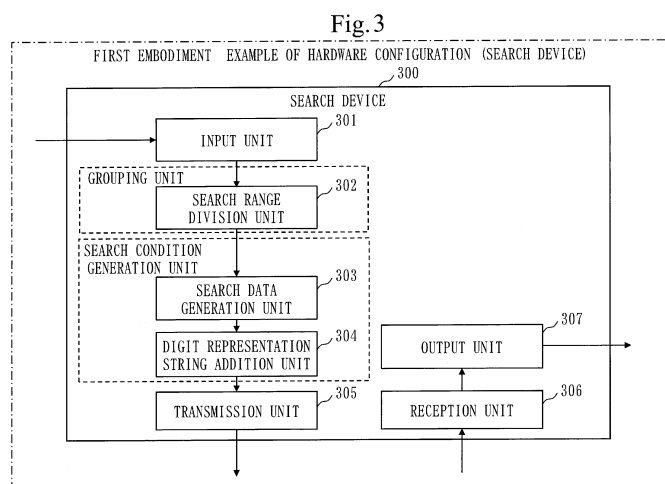 Fig. 3
FIRST EMBODIMENT EXAMPLE OF HARDWARE CONFIGURATION (SEARCH DEVICE)
300
SEARCH DEVICE
301
INPUT UNIT
GROUPING UNIT
302
SEARCH RANGE
DIVISION UNIT
SEARCH CONDITION
GENERATION UNIT
303
SEARCH DATA
GENERATION UNIT
304
DIGIT REPRESENTATION
STRING ADDITION UNIT
305
TRANSMISSION UNIT
307
OUTPUT UNIT
306
RECEPTION UNIT